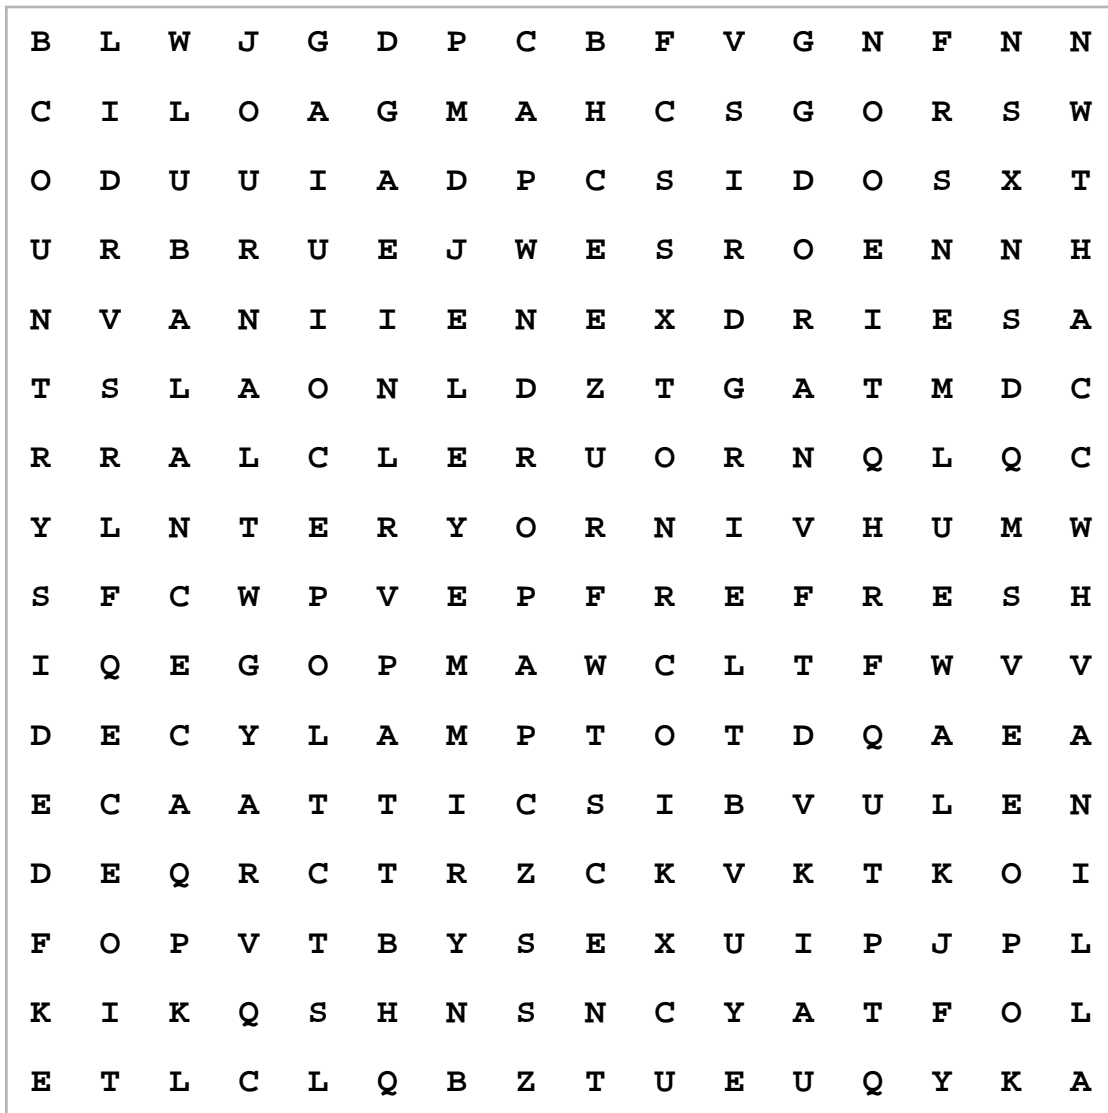 B L W J G D P C B F V G N F N N
C I L O A G M A H C S G O R S W
O D U U I A D P C S I D O S X T
U R B R U E J W E S R O E N N H
N V A N I I E N E X D R I E S A
T S L A O N L D Z T G A T M D C
R R A L C L E R U O R N Q L Q C
Y L N T E R Y O R N I V H U M W
S F C W P V E P F R E F R E S H
I Q E G O P M A W C L T F W V V
D E C Y L A M P T O T D Q A E A
E C A A T T I C S I B V U L E N
D E Q R C T R Z C K V K T K O I
F O P V T B Y S E X U I P J P L
K I K Q S H N S N C Y A T F O L
E T L C L Q B Z T U E U Q Y K A